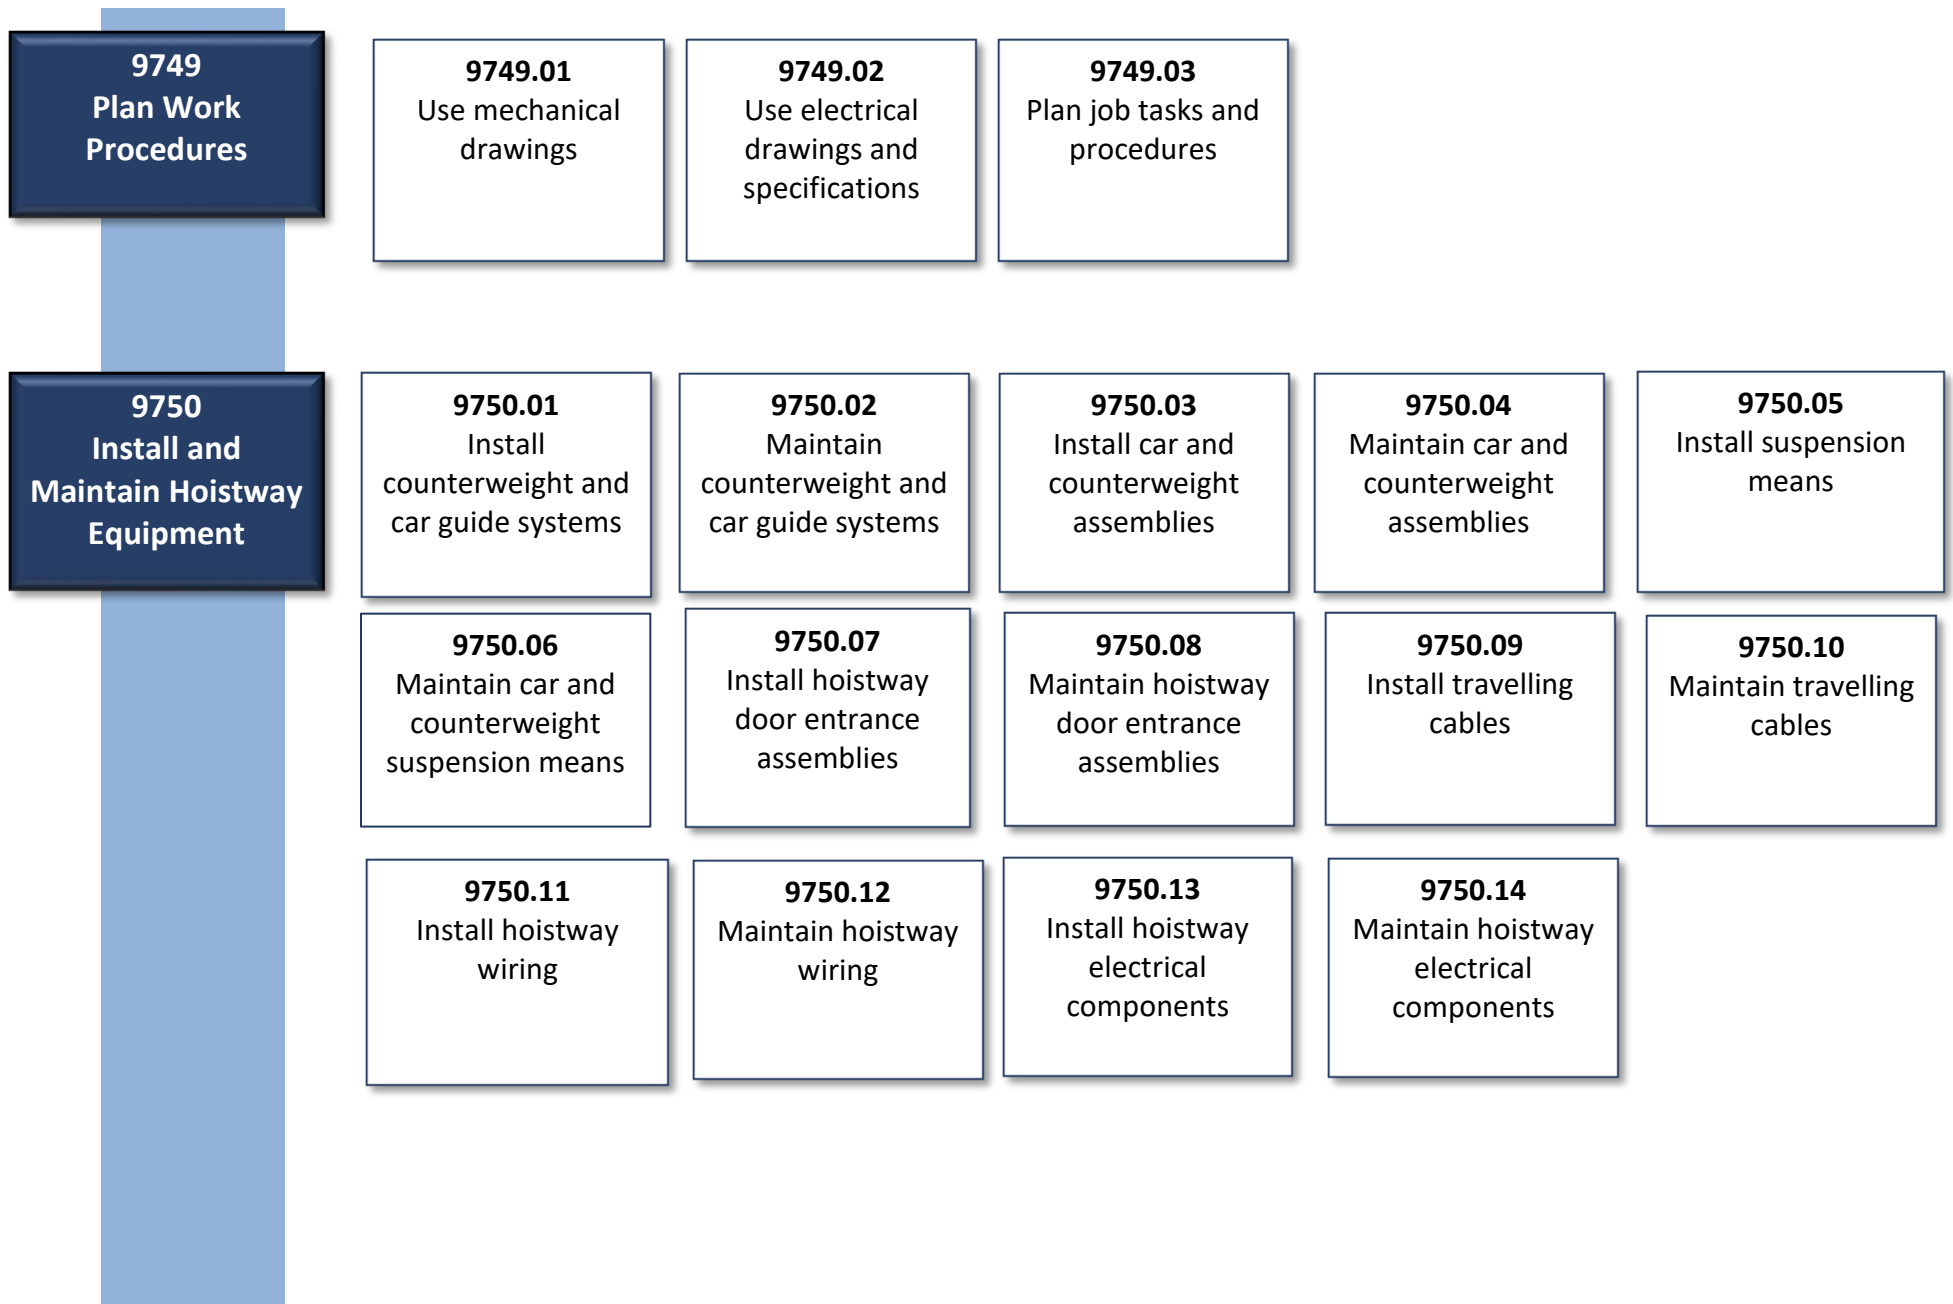 9749
Plan Work
Procedures
9749.01
Use mechanical
drawings
9749.02
Use electrical
drawings and
specifications
9749.03
Plan job tasks and
procedures
9750
Install and
Maintain Hoistway
Equipment
9750.01
Install
counterweight and
car guide systems
9750.02
Maintain
counterweight and
car guide systems
9750.03
Install car and
counterweight
assemblies
9750.04
Maintain car and
counterweight
assemblies
9750.05
Install suspension
means
9750.06
Maintain car and
counterweight
suspension means
9750.07
Install hoistway
door entrance
assemblies
9750.08
Maintain hoistway
door entrance
assemblies
9750.09
Install travelling
cables
9750.10
Maintain travelling
cables
9750.11
Install hoistway
wiring
9750.12
Maintain hoistway
wiring
9750.13
Install hoistway
electrical
components
9750.14
Maintain hoistway
electrical
components